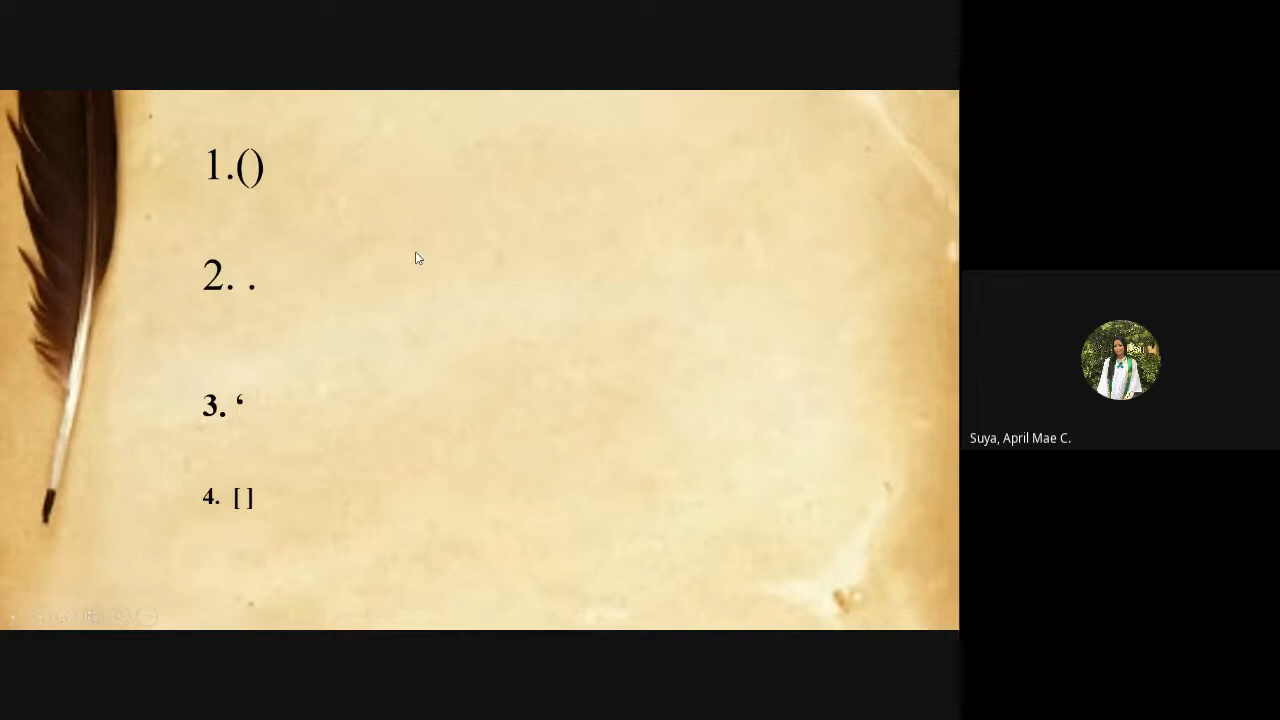 1.()
2. .
3. ‘
4. [ ]
Suya, April Mae C.